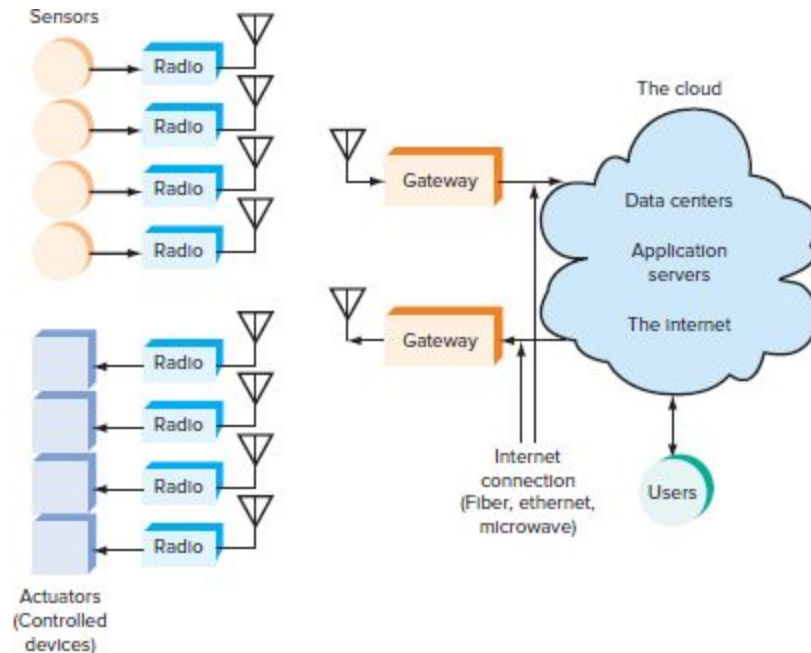 Sensors
Radio
Radio
Radio
Radio
Gateway
Gateway
The cloud
Data centers
Application
servers
The internet
Internet
connection
(Fiber, ethernet,
microwave)
Users
Radio
Radio
Radio
Radio
Actuators
(Controlled
devices)